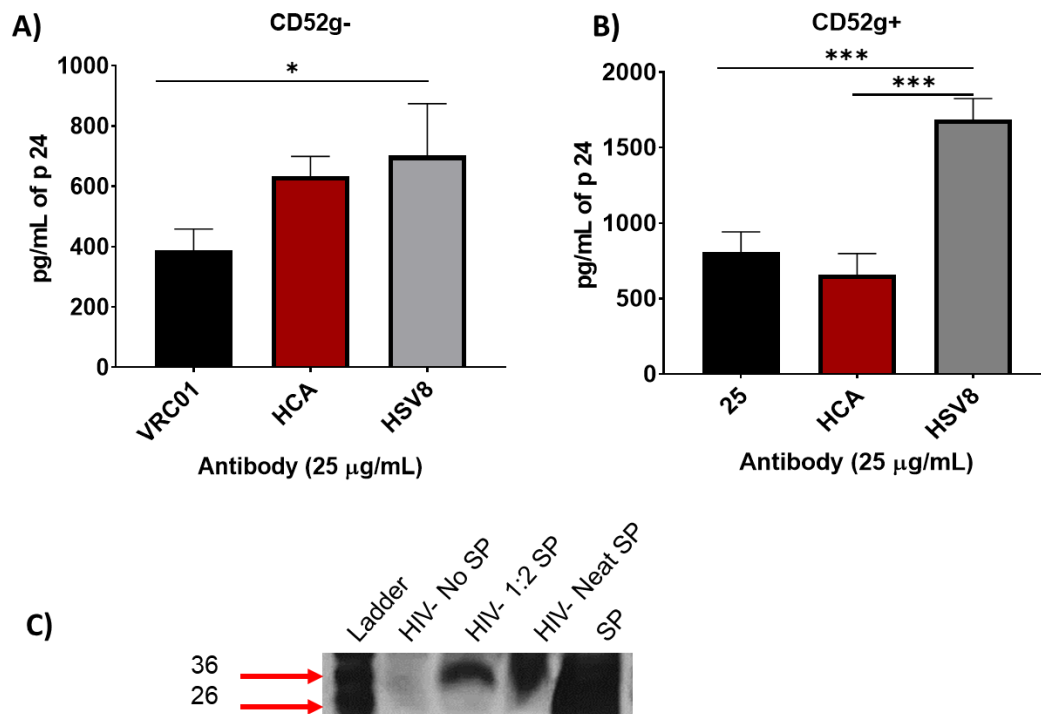 A)
CD52g-
*
1000
800
600
400
200
0
pg/mL of p 24
VRC01
HCA
HSV8
Antibody (25 μg/mL)
B)
CD52g+
***
***
2000
1500
1000
500
0
pg/mL of p 24
25
HCA
HSV8
Antibody (25 μg/mL)
C)
Ladder
HIV- No SP
HIV- 1:2 SP
HIV- Neat SP
SP
36
26